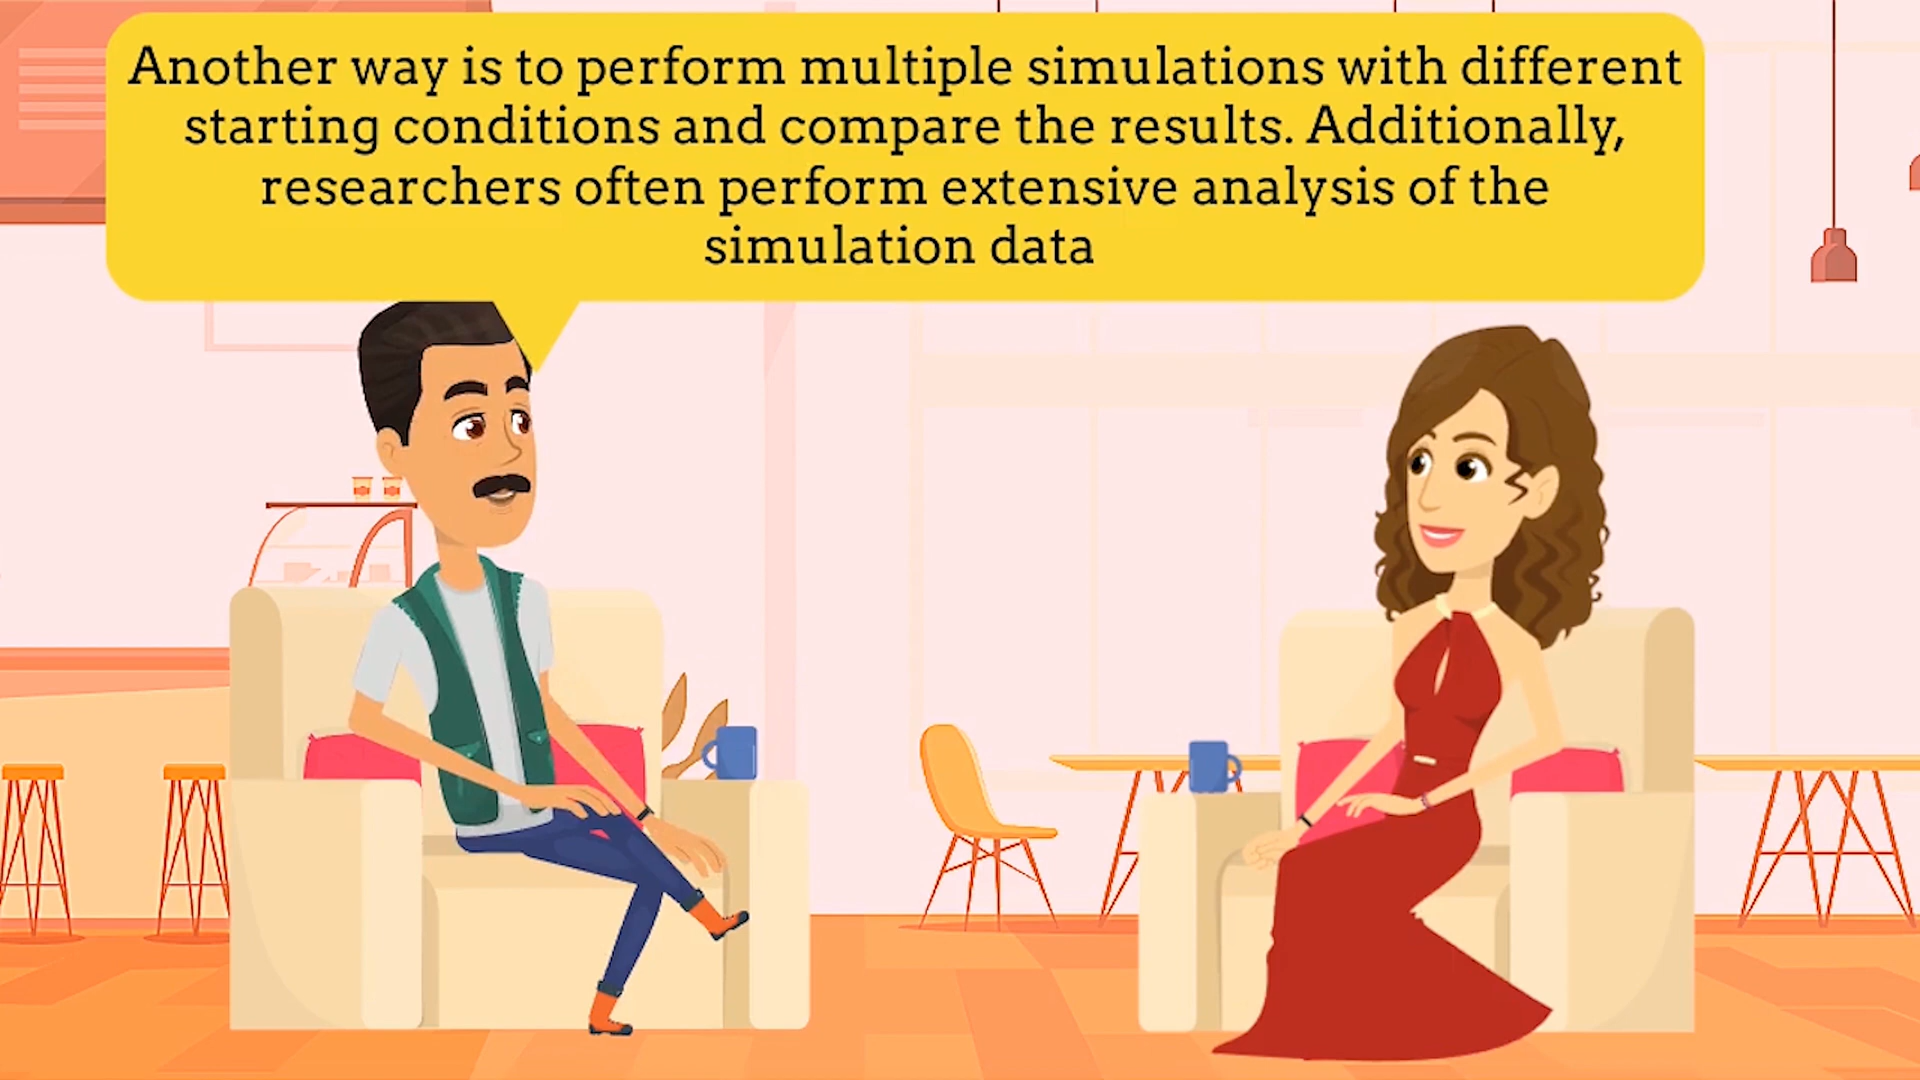 Another way is to perform multiple simulations with different
starting conditions and compare the results. Additionally,
researchers often perform extensive analysis of the
simulation data